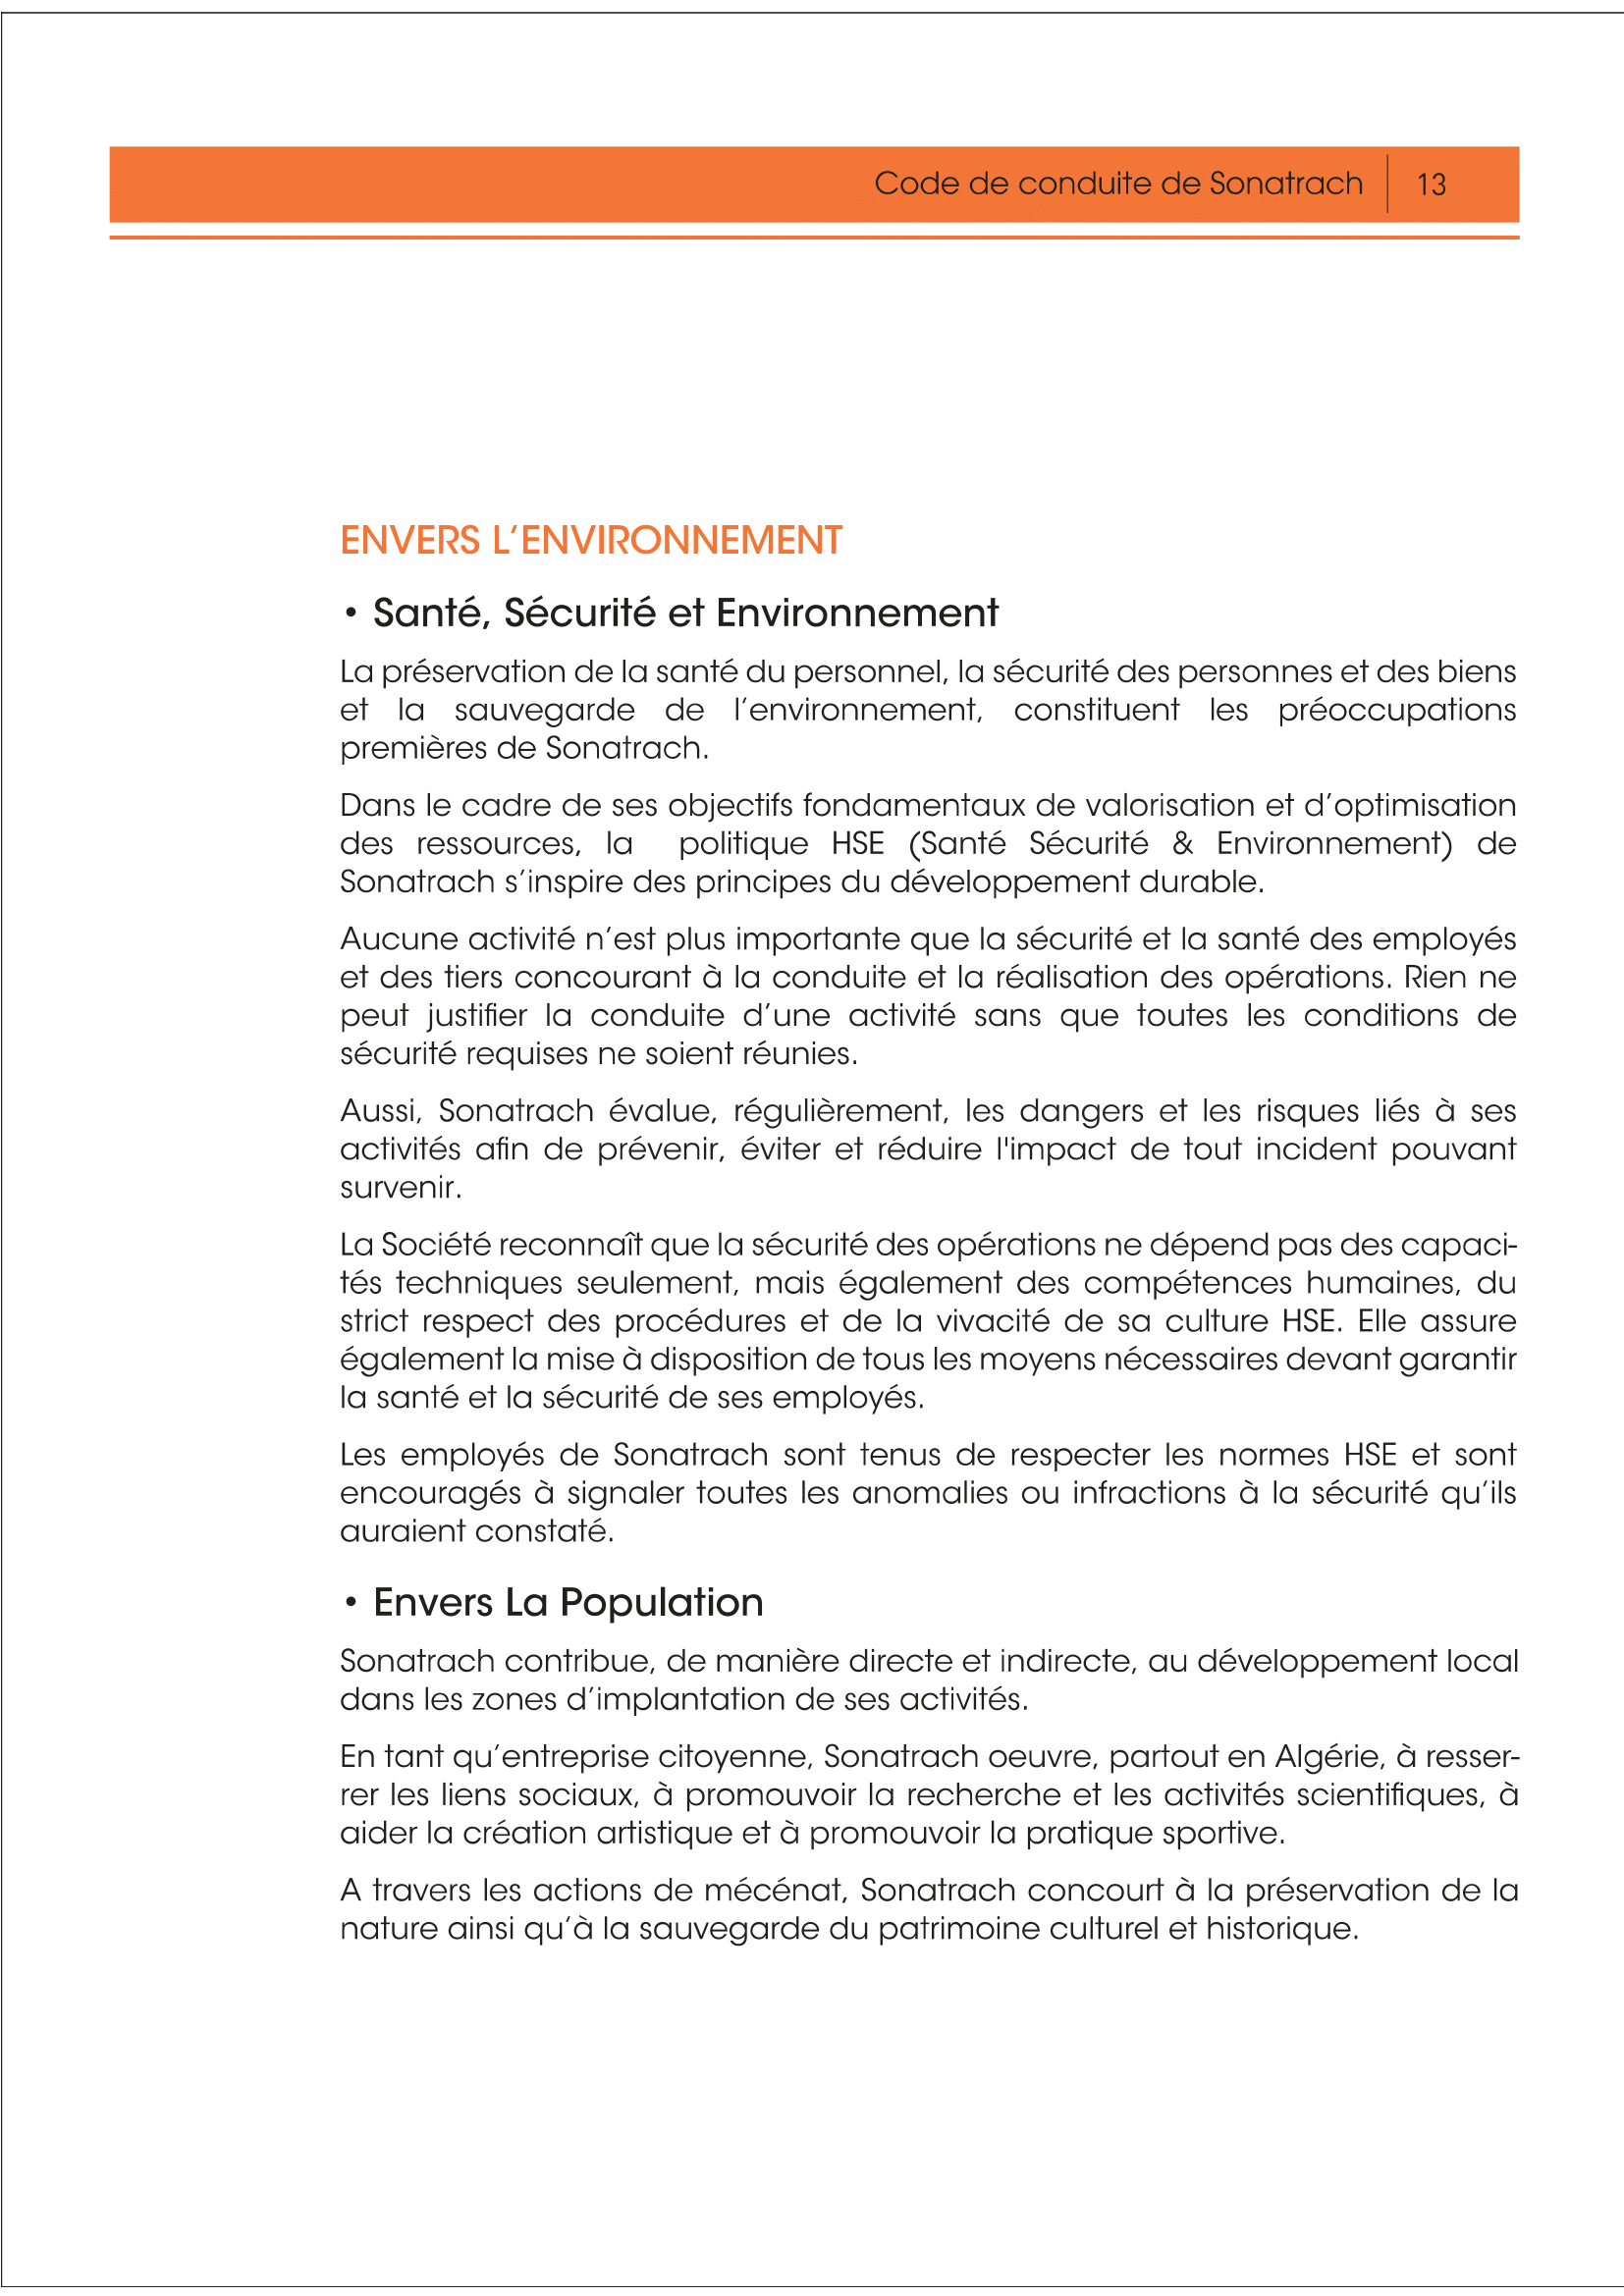 Code de conduite de Sonatrach 13
ENVERS L’ENVIRONNEMENT
• Santé, Sécurité et Environnement
La préservation de la santé du personnel, la sécurité des personnes et des biens
et la sauvegarde de l’environnement, constituent les préoccupations
premières de Sonatrach.
Dans le cadre de ses objectifs fondamentaux de valorisation et d’optimisation
des ressources, la politique HSE (Santé Sécurité & Environnement) de
Sonatrach s’inspire des principes du développement durable.
Aucune activité n’est plus importante que la sécurité et la santé des employés
et des tiers concourant à la conduite et la réalisation des opérations. Rien ne
peut justifier la conduite d’une activité sans que toutes les conditions de
sécurité requises ne soient réunies.
Aussi, Sonatrach évalue, régulièrement, les dangers et les risques liés à ses
activités afin de prévenir, éviter et réduire l'impact de tout incident pouvant
survenir.
La Société reconnaît que la sécurité des opérations ne dépend pas des capaci-
tés techniques seulement, mais également des compétences humaines, du
strict respect des procédures et de la vivacité de sa culture HSE. Elle assure
également la mise à disposition de tous les moyens nécessaires devant garantir
la santé et la sécurité de ses employés.
Les employés de Sonatrach sont tenus de respecter les normes HSE et sont
encouragés à signaler toutes les anomalies ou infractions à la sécurité qu’ils
auraient constaté.
• Envers La Population
Sonatrach contribue, de manière directe et indirecte, au développement local
dans les zones d’implantation de ses activités.
En tant qu’entreprise citoyenne, Sonatrach oeuvre, partout en Algérie, à resser-
rer les liens sociaux, à promouvoir la recherche et les activités scientifiques, à
aider la création artistique et à promouvoir la pratique sportive.
A travers les actions de mécénat, Sonatrach concourt à la préservation de la
nature ainsi qu’à la sauvegarde du patrimoine culturel et historique.